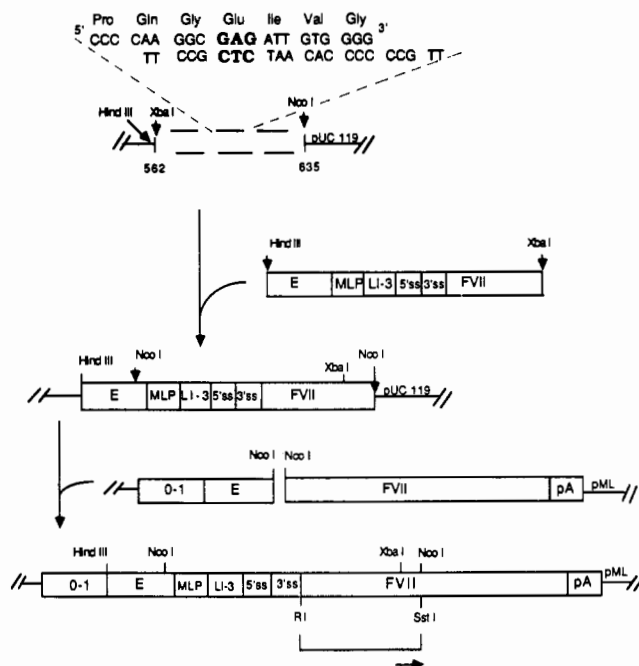 Pro Gln Gly Glu Ile Val Gly
5' CCC CAA GGC GAG ATT GTG GGG 3'
TT CCG CTC TAA CAC CCC CCG TT
Hind III Xba I Nco I
pUC 119
562 635
Hind III Xba I
E MLP LI-3 5'ss 3'ss FVII
Hind III Nco I Xba I Nco I
E MLP LI-3 5'ss 3'ss FVII pUC 119
Nco I Nco I
0-1 E FVII pA pML
Hind III Nco I Xba I Nco I
0-1 E MLP LI-3 5'ss 3'ss FVII pA pML
RI Sst I